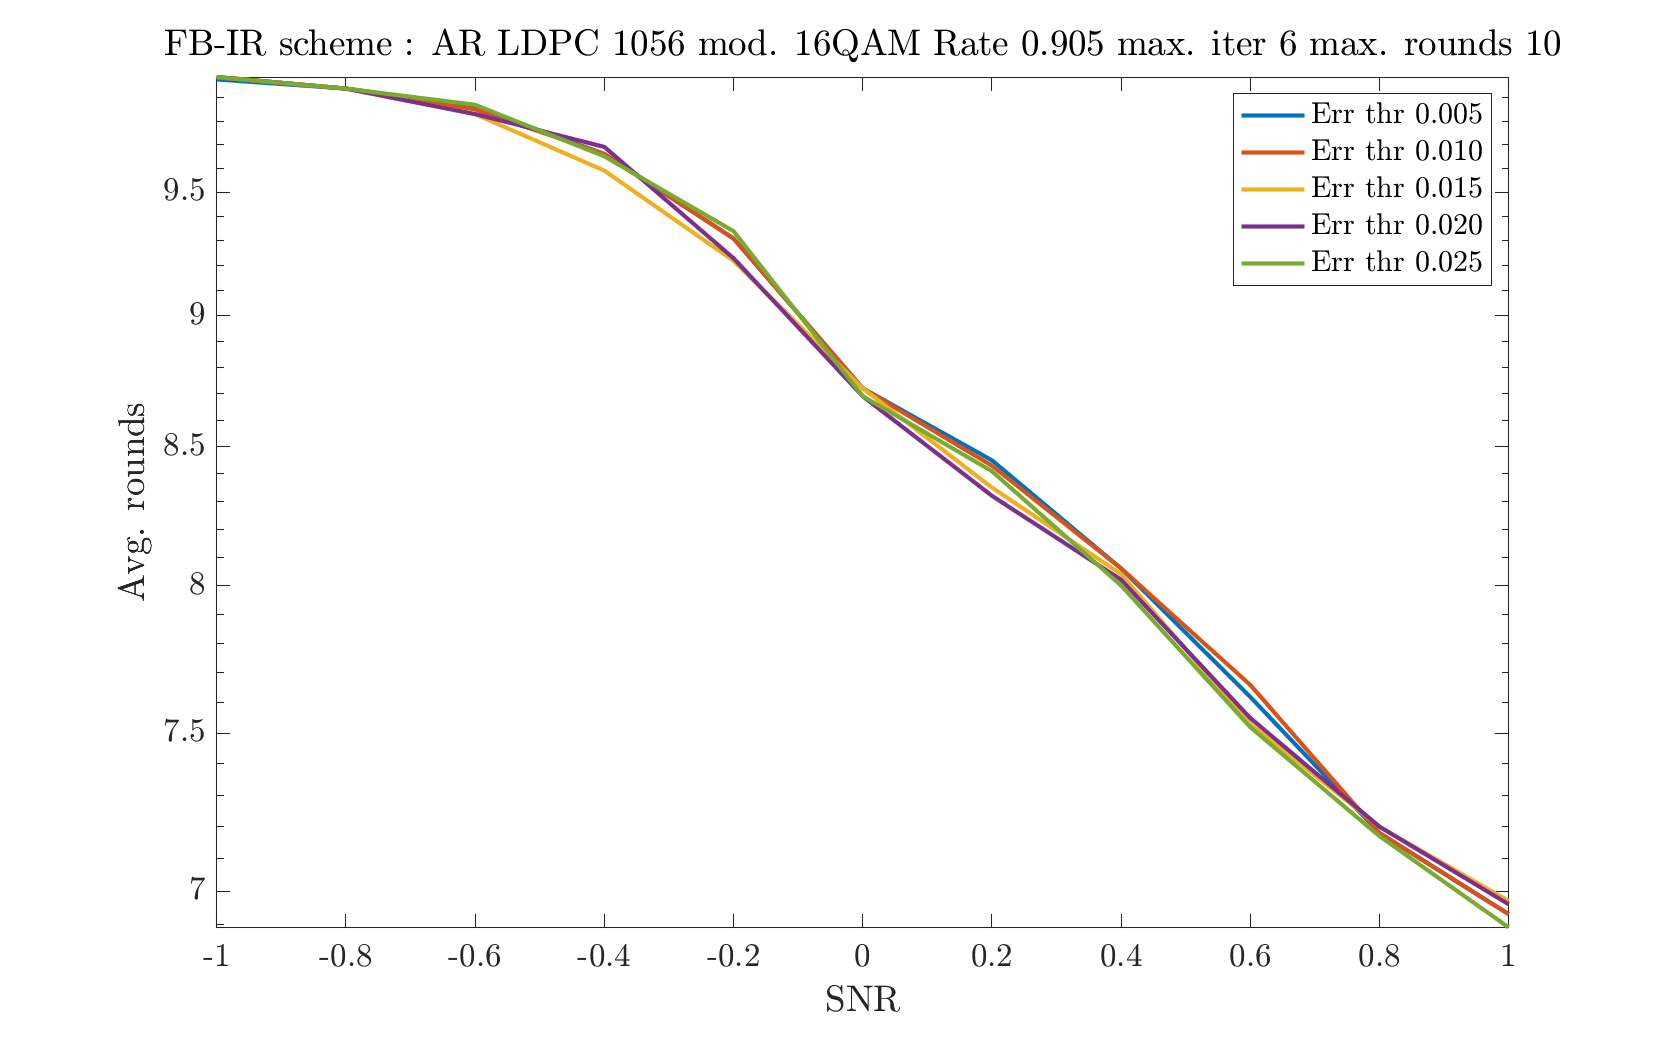 FB-IR scheme : AR LDPC 1056 mod. 16QAM Rate 0.905 max. iter 6 max. rounds 10
Err thr 0.005
Err thr 0.010
Err thr 0.015
Err thr 0.020
Err thr 0.025
9.5
9
8.5
8
7.5
7
Avg. rounds
-1 -0.8 -0.6 -0.4 -0.2 0 0.2 0.4 0.6 0.8 1
SNR